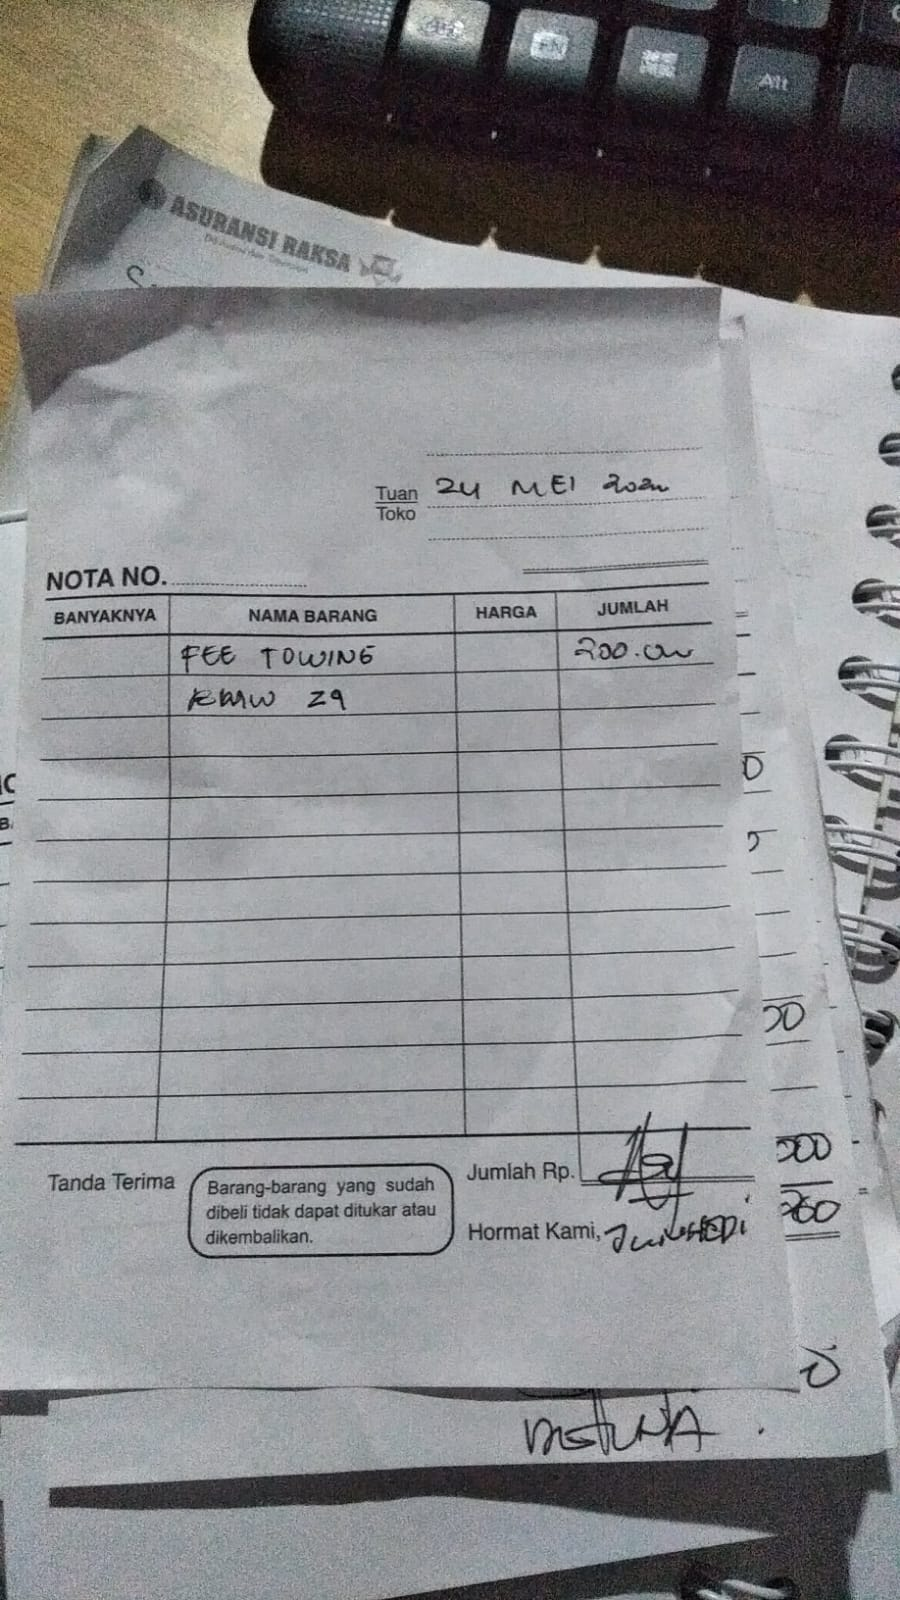 Alt
FN
Alt
ASURANSI RAKSA
Tuan
Toko
24 MEI
NOTA NO.
BANYAKNYA NAMA BARANG HARGA JUMLAH
FEE TOWING 200.000
BMW Z4
Tanda Terima
Barang-barang yang sudah
dibeli tidak dapat ditukar atau
dikembalikan.
Jumlah Rp.
Hormat Kami,